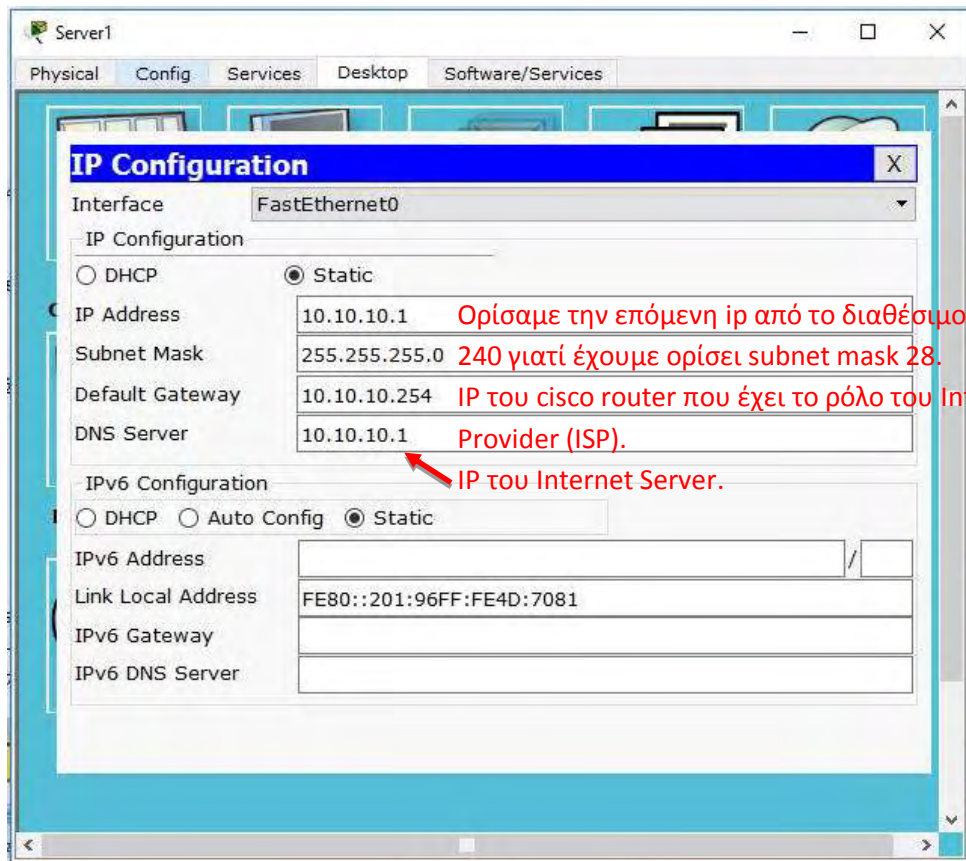 Server1
Physical Config Services Desktop Software/Services
IP Configuration X
Interface FastEthernet0
IP Configuration
DHCP Static
IP Address 10.10.10.1 Ορίσαμε την επόμενη ip από το διαθέσιμο
Subnet Mask 255.255.255.0 240 γιατί έχουμε ορίσει subnet mask 28.
Default Gateway 10.10.10.254 IP του cisco router που έχει το ρόλο του
DNS Server 10.10.10.1 Provider (ISP).
IP του Internet Server.
IPv6 Configuration
DHCP Auto Config Static
IPv6 Address /
Link Local Address FE80::201:96FF:FE4D:7081
IPv6 Gateway
IPv6 DNS Server